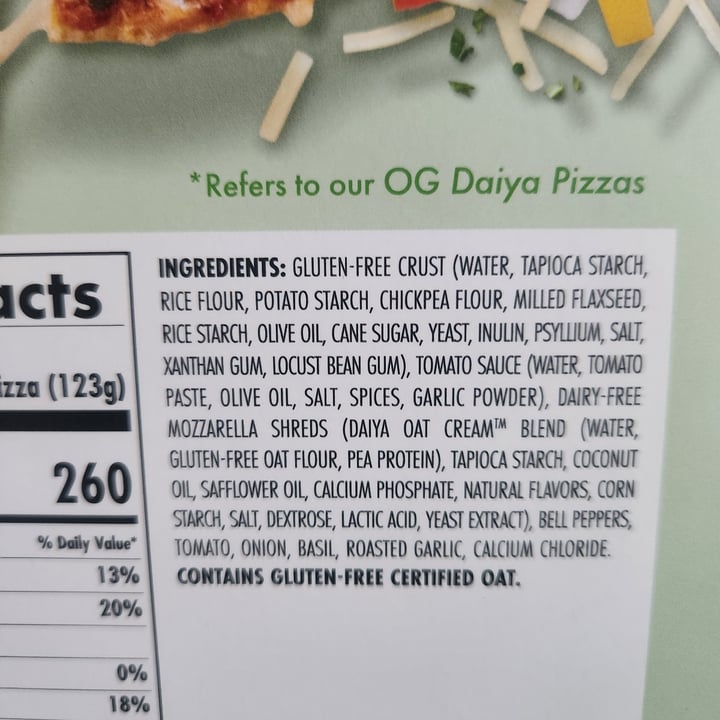 *Refers to our OG Daiya Pizzas
acts
izza (123g)
260
% Daily Value*
13%
20%
0%
18%
INGREDIENTS: GLUTEN-FREE CRUST (WATER, TAPIOCA STARCH,
RICE FLOUR, POTATO STARCH, CHICKPEA FLOUR, MILLED FLAXSEED,
RICE STARCH, OLIVE OIL, CANE SUGAR, YEAST, INULIN, PSYLLIUM, SALT,
XANTHAN GUM, LOCUST BEAN GUM), TOMATO SAUCE (WATER, TOMATO
PASTE, OLIVE OIL, SALT, SPICES, GARLIC POWDER), DAIRY-FREE
MOZZARELLA SHREDS (DAIYA OAT CREAM™ BLEND (WATER,
GLUTEN-FREE OAT FLOUR, PEA PROTEIN), TAPIOCA STARCH, COCONUT
OIL, SAFFLOWER OIL, CALCIUM PHOSPHATE, NATURAL FLAVORS, CORN
STARCH, SALT, DEXTROSE, LACTIC ACID, YEAST EXTRACT), BELL PEPPERS,
TOMATO, ONION, BASIL, ROASTED GARLIC, CALCIUM CHLORIDE.
CONTAINS GLUTEN-FREE CERTIFIED OAT.